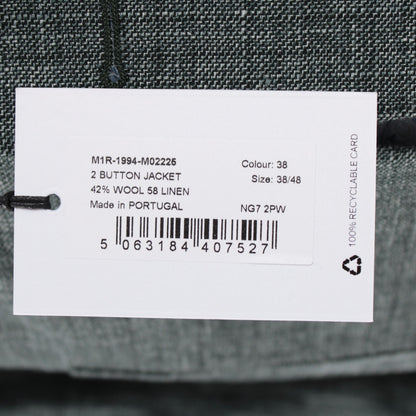 M1R-1994-M02225 Colour: 38
2 BUTTON JACKET Size: 38/48
42% WOOL 58 LINEN
Made in PORTUGAL NG7 2PW
5 063184 407527
100% RECYCLABLE CARD